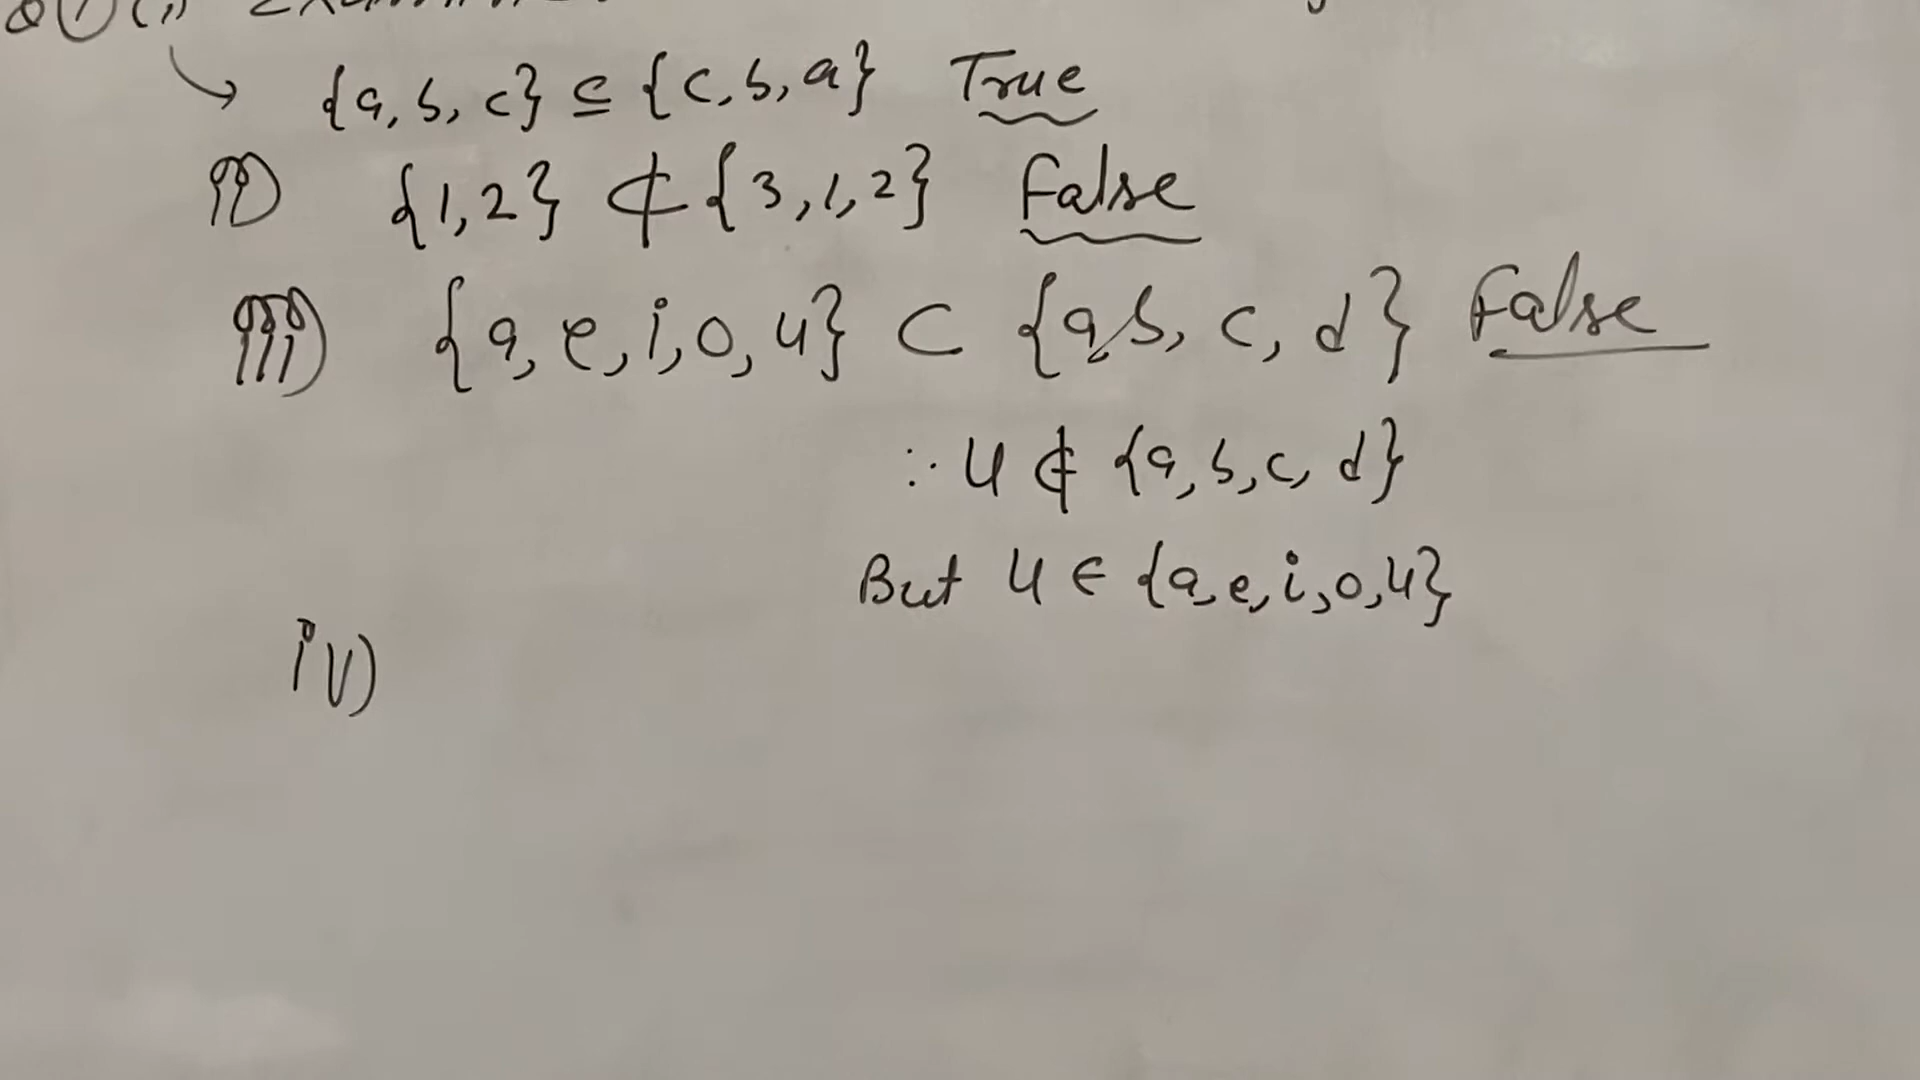 {a, b, c} ⊆ {c, b, a} True
ii) {1, 2} ⊄ {3, 1, 2} False
iii) {a, e, i, o, u} ⊂ {a, b, c, d} False
∵ u ∉ {a, b, c, d}
But u ∈ {a, e, i, o, u}
iv)